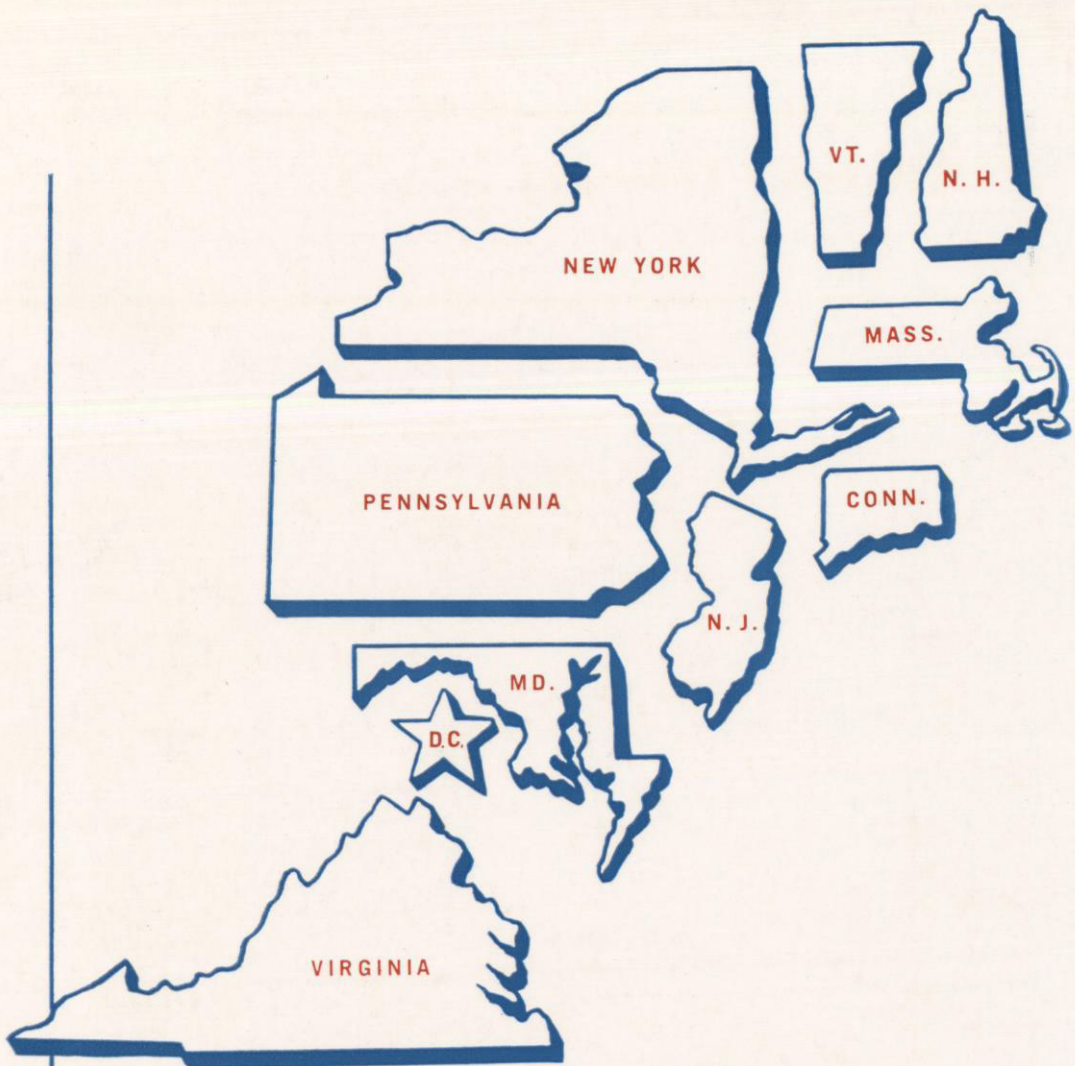 VT.
N. H.
NEW YORK
MASS.
PENNSYLVANIA
CONN.
N. J.
MD.
D.C.
VIRGINIA